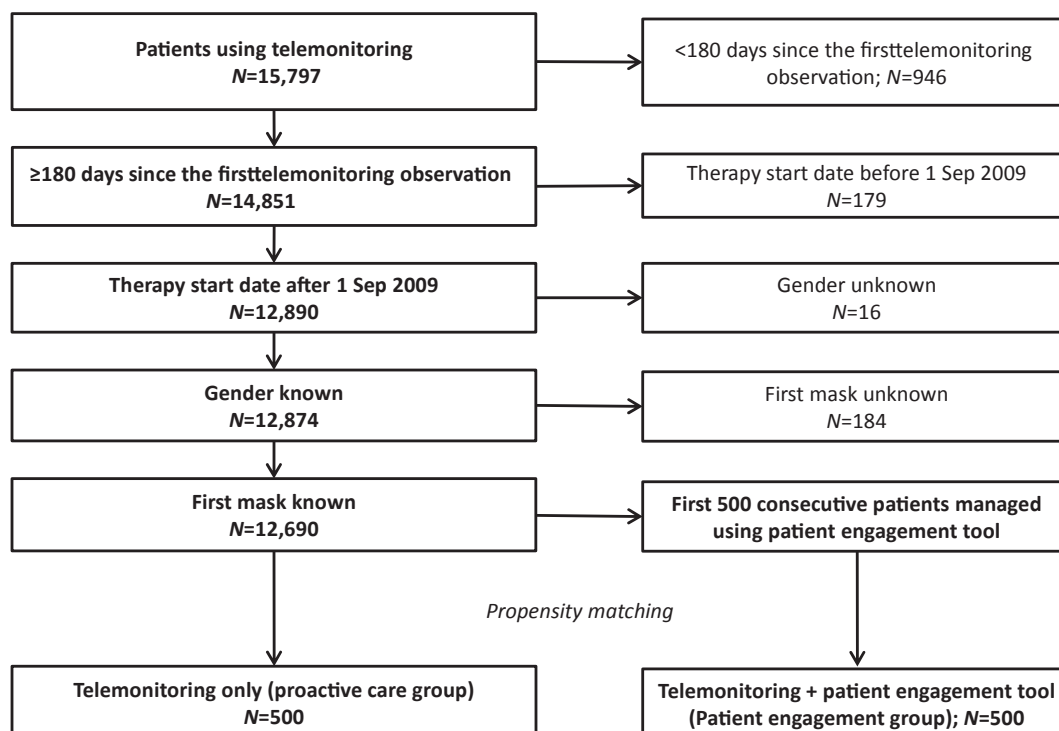 Patients using telemonitoring
N=15,797
<180 days since the firsttelemonitoring
observation; N=946
≥180 days since the firsttelemonitoring observation
N=14,851
Therapy start date before 1 Sep 2009
N=179
Therapy start date after 1 Sep 2009
N=12,890
Gender unknown
N=16
Gender known
N=12,874
First mask unknown
N=184
First mask known
N=12,690
First 500 consecutive patients managed
using patient engagement tool
Propensity matching
Telemonitoring only (proactive care group)
N=500
Telemonitoring + patient engagement tool
(Patient engagement group); N=500